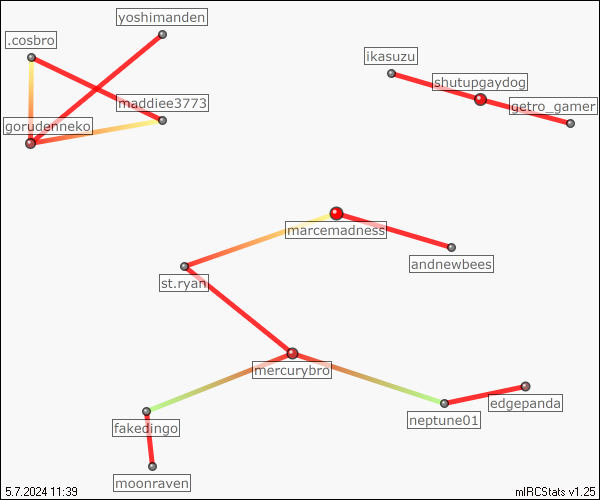 yoshimanden
.cosbro
ikasuzu
shutupgaydog
maddiee3773
getro_gamer
gorudenneko
marcemadness
andnewbees
st.ryan
mercurybro
edgepanda
neptune01
fakedingo
moonraven
5.7.2024 11:39
mIRCStats v1.25